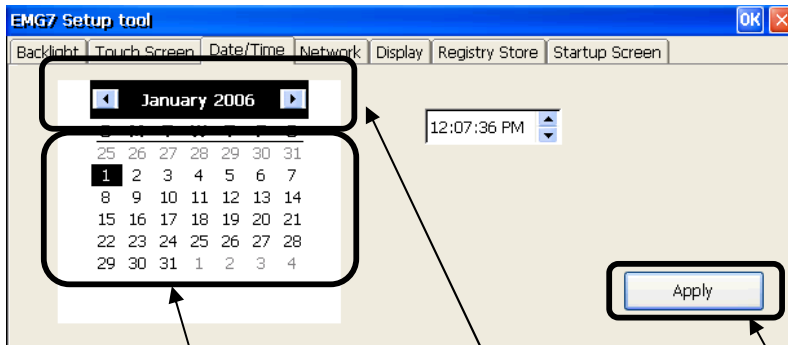 EMG7 Setup tool OK
Backlight Touch Screen Date/Time Network Display Registry Store Startup Screen
January 2006
12:07:36 PM
25 26 27 28 29 30 31
1 2 3 4 5 6 7
8 9 10 11 12 13 14
15 16 17 18 19 20 21
22 23 24 25 26 27 28
29 30 31 1 2 3 4
Apply